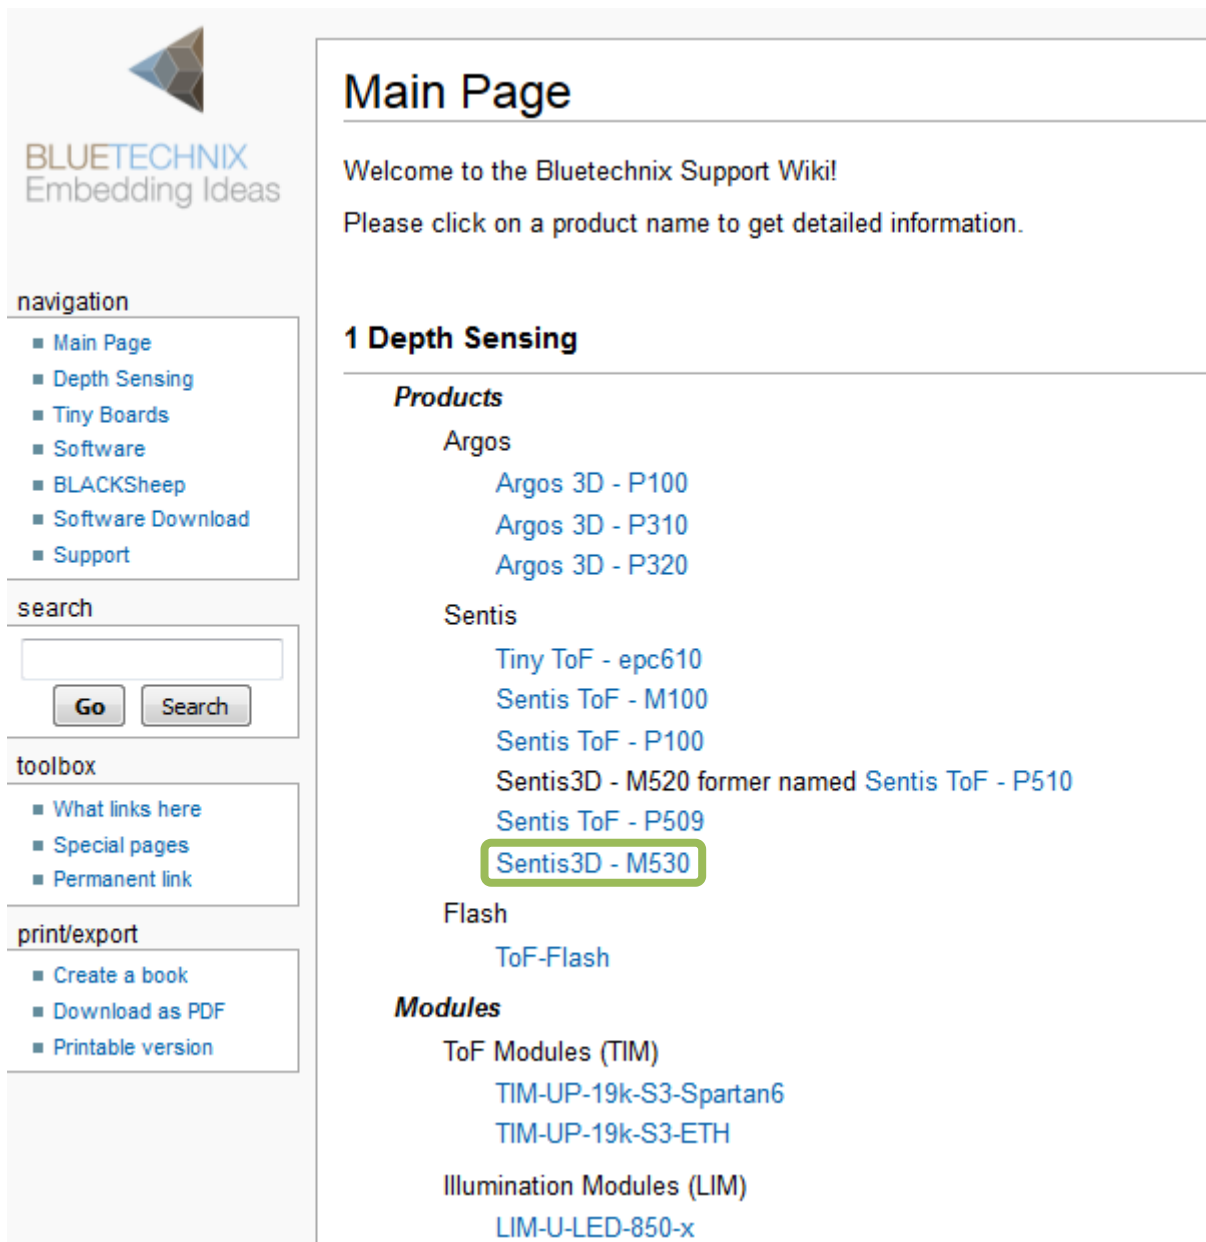 BLUETECHNIX
Embedding Ideas
navigation
Main Page
Depth Sensing
Tiny Boards
Software
BLACKSheep
Software Download
Support
search
Go Search
toolbox
What links here
Special pages
Permanent link
print/export
Create a book
Download as PDF
Printable version
Main Page
Welcome to the Bluetechnix Support Wiki!
Please click on a product name to get detailed information.
1 Depth Sensing
Products
Argos
Argos 3D - P100
Argos 3D - P310
Argos 3D - P320
Sentis
Tiny ToF - epc610
Sentis ToF - M100
Sentis ToF - P100
Sentis3D - M520 former named Sentis ToF - P510
Sentis ToF - P509
Sentis3D - M530
Flash
ToF-Flash
Modules
ToF Modules (TIM)
TIM-UP-19k-S3-Spartan6
TIM-UP-19k-S3-ETH
Illumination Modules (LIM)
LIM-U-LED-850-x